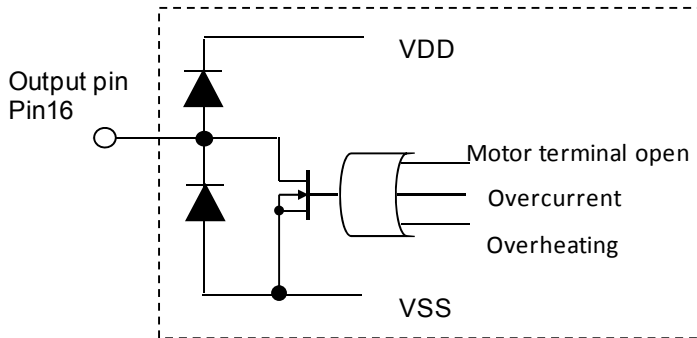 VDD
Output pin
Pin16
Motor terminal open
Overcurrent
Overheating
VSS